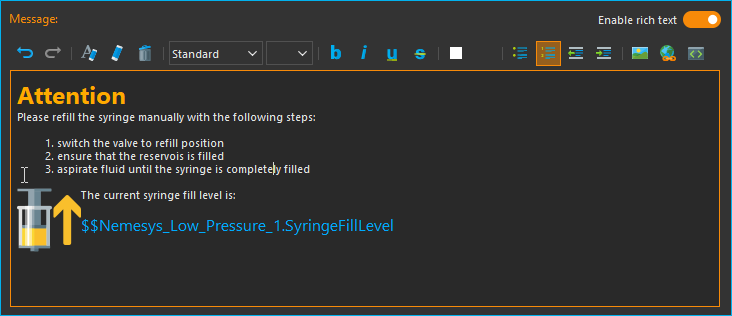 Message:
Enable rich text
Standard
b i u s
Attention
Please refill the syringe manually with the following steps:
1. switch the valve to refill position
2. ensure that the reservois is filled
3. aspirate fluid until the syringe is completely filled
The current syringe fill level is:
$$Nemesys_Low_Pressure_1.SyringeFillLevel